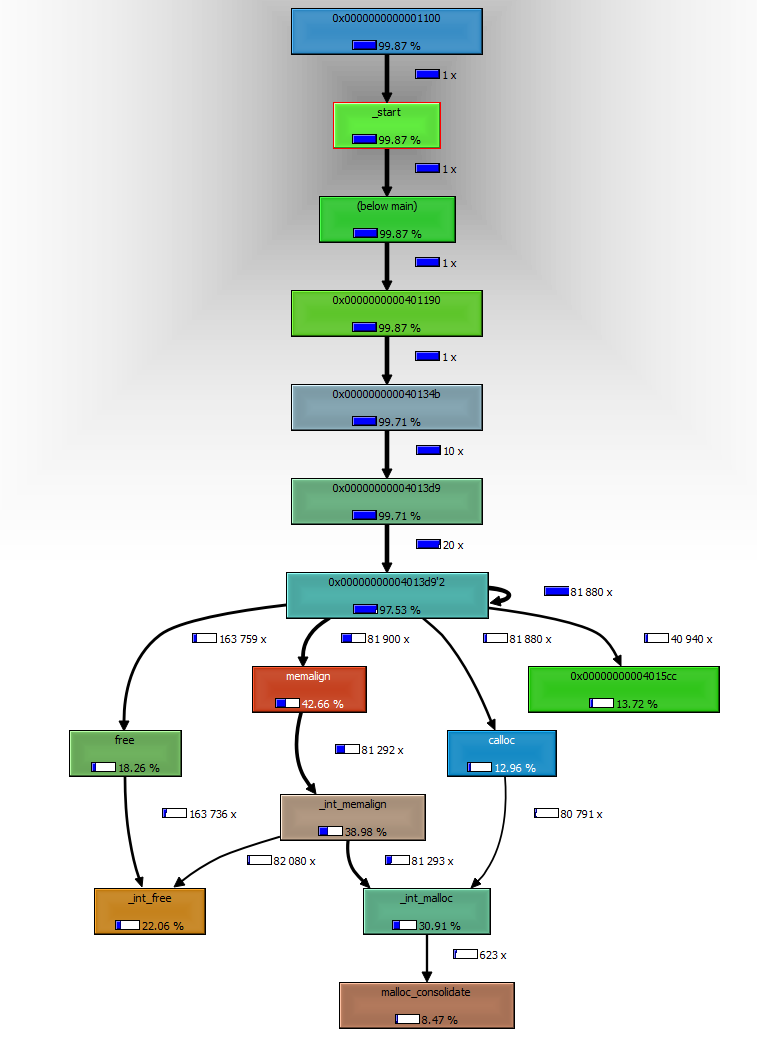 0x0000000000001100
99.87 %
1 x
_start
99.87 %
1 x
(below main)
99.87 %
1 x
0x0000000000401190
99.87 %
1 x
0x000000000040134b
99.71 %
10 x
0x00000000004013d9
99.71 %
20 x
0x00000000004013d9'2
97.53 %
81 880 x
163 759 x
81 900 x
81 880 x
40 940 x
memalign
42.66 %
0x00000000004015cc
13.72 %
free
18.26 %
calloc
12.96 %
81 292 x
_int_memalign
38.98 %
163 736 x
80 791 x
82 080 x
81 293 x
_int_free
22.06 %
_int_malloc
30.91 %
623 x
malloc_consolidate
8.47 %